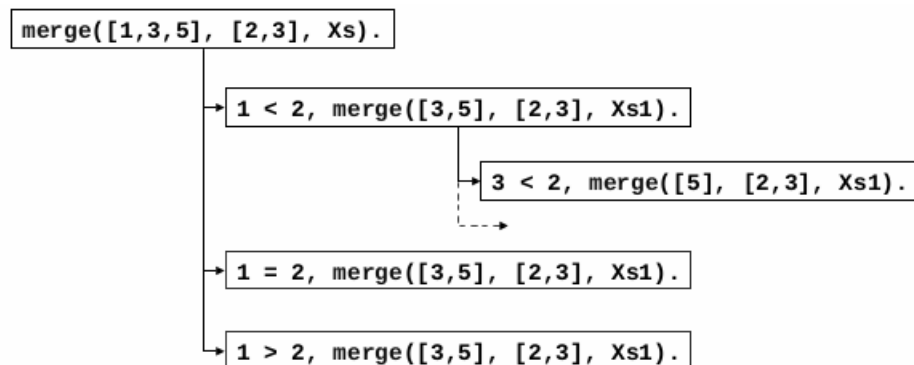 merge([1,3,5], [2,3], Xs).
1 < 2, merge([3,5], [2,3], Xs1).
3 < 2, merge([5], [2,3], Xs1).
1 = 2, merge([3,5], [2,3], Xs1).
1 > 2, merge([3,5], [2,3], Xs1).